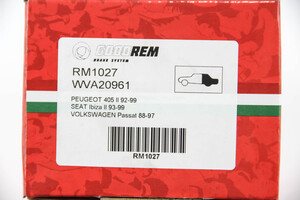 GOODREM
BRAKE SYSTEM
RM1027
WVA20961
PEUGEOT 405 II 92-99
SEAT Ibiza II 93-99
VOLKSWAGEN Passat 88-97
RM1027